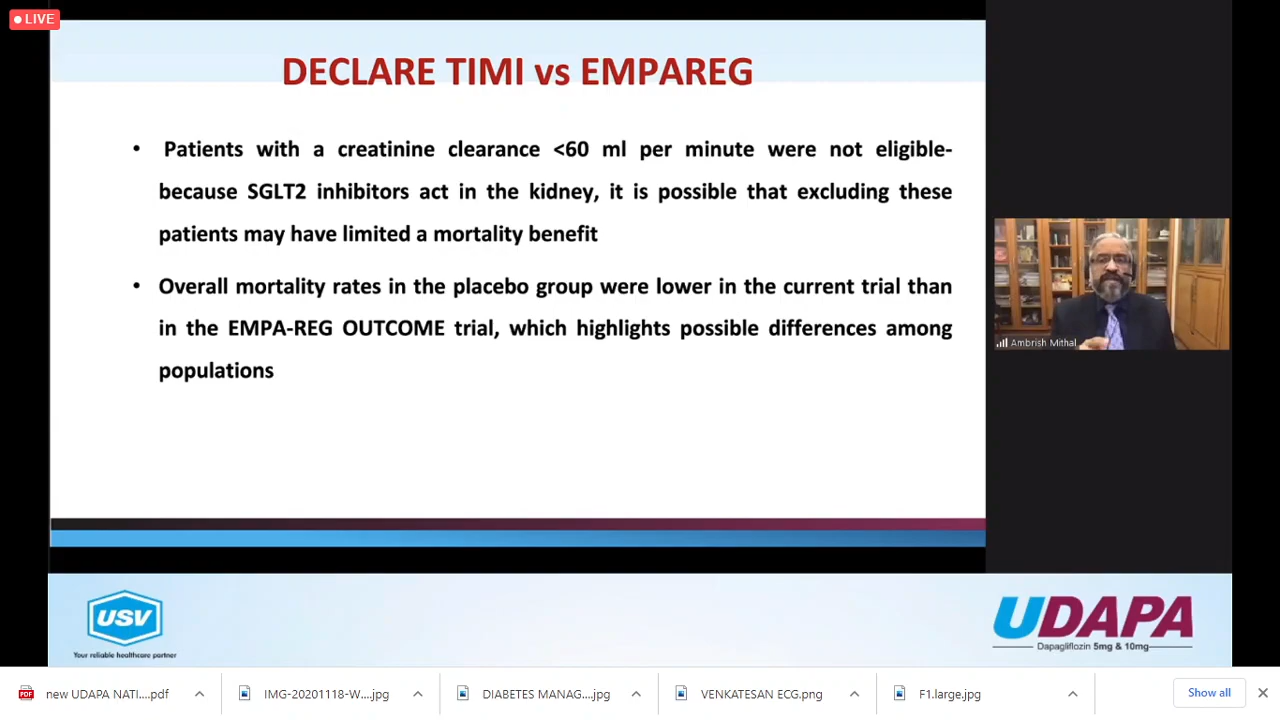 LIVE
DECLARE TIMI vs EMPAREG
• Patients with a creatinine clearance <60 ml per minute were not eligible-
because SGLT2 inhibitors act in the kidney, it is possible that excluding these
patients may have limited a mortality benefit
• Overall mortality rates in the placebo group were lower in the current trial than
in the EMPA-REG OUTCOME trial, which highlights possible differences among
populations
Ambrish Mithal
USV
Your reliable healthcare partner
UDAPA
Dapagliflozin 5mg & 10mg
new UDAPA NATI....pdf
IMG-20201118-W....jpg
DIABETES MANAG....jpg
VENKATESAN ECG.png
F1.large.jpg
Show all